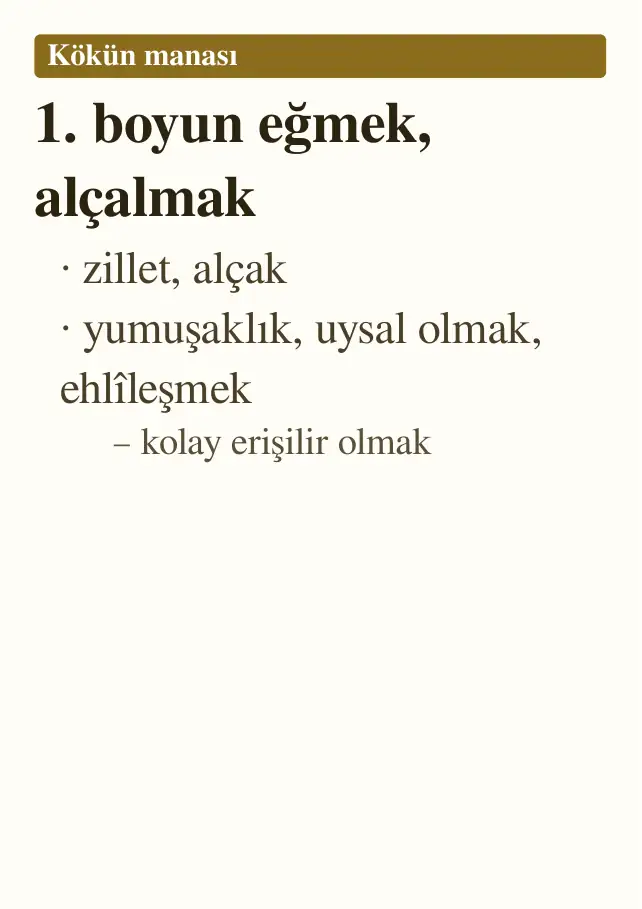 Kökün manası
1. boyun eğmek,
alçalmak
· zillet, alçak
· yumuşaklık, uysal olmak,
ehlîleşmek
– kolay erişilir olmak